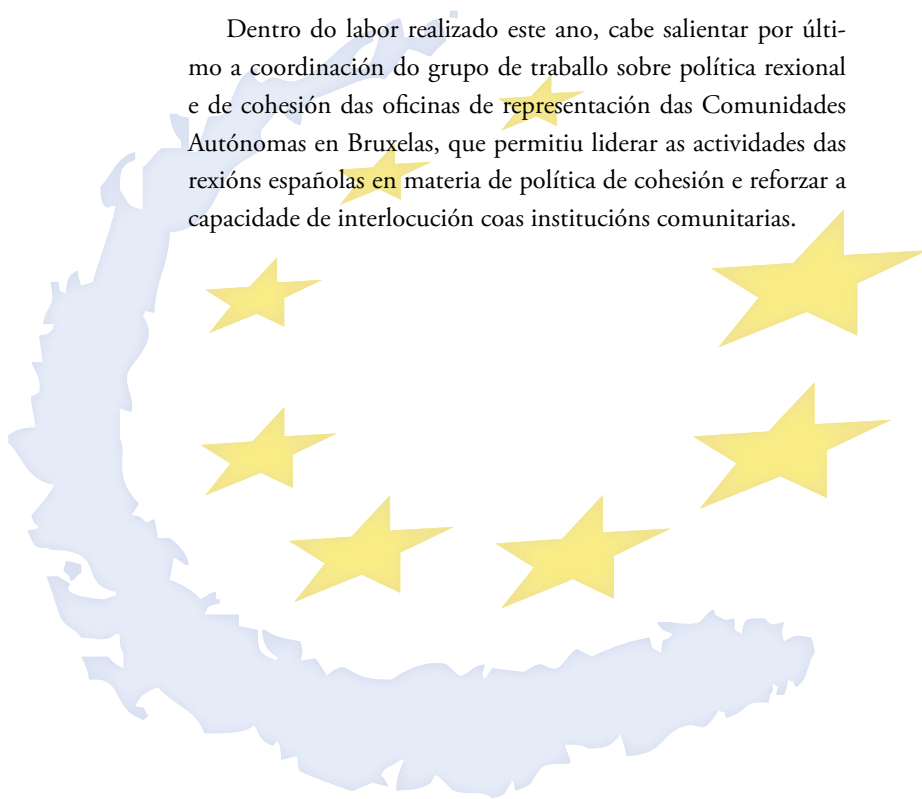 Dentro do labor realizado este ano, cabe salientar por últi-
mo a coordinación do grupo de traballo sobre política rexional
e de cohesión das oficinas de representación das Comunidades
Autónomas en Bruxelas, que permitiu liderar as actividades das
rexións españolas en materia de política de cohesión e reforzar a
capacidade de interlocución coas institucións comunitarias.